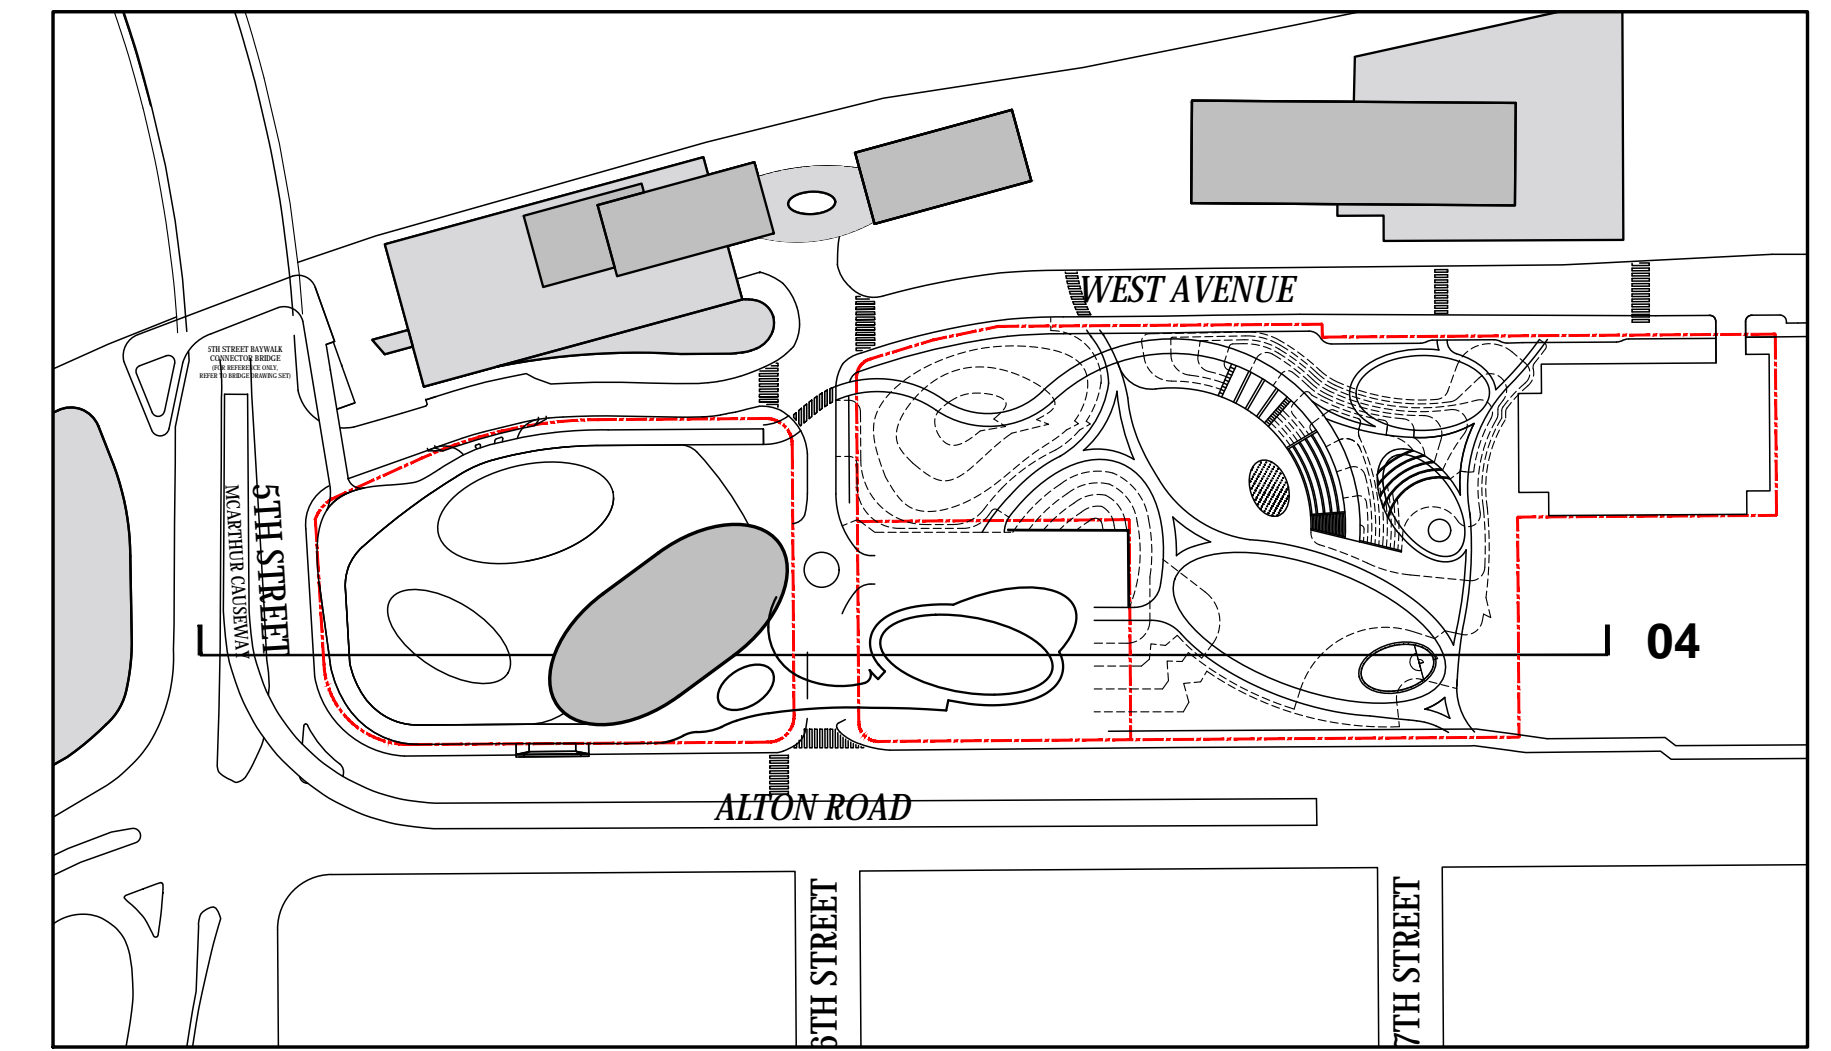 WEST AVENUE
5TH STREET BAYWALK
CONNECTOR BRIDGE
(FOR REFERENCE ONLY,
REFER TO BRIDGE DRAWING SET)
5TH STREET
MCARTHUR CAUSEWAY
04
ALTON ROAD
6TH STREET
7TH STREET